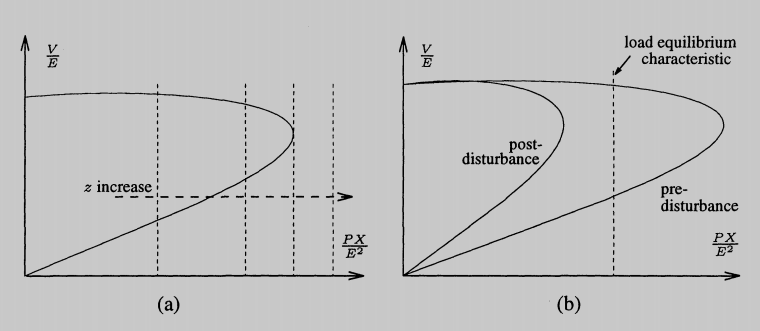 V/E
z increase
PX/E²
(a)
load equilibrium
characteristic
V/E
post-
disturbance
pre-
disturbance
PX/E²
(b)